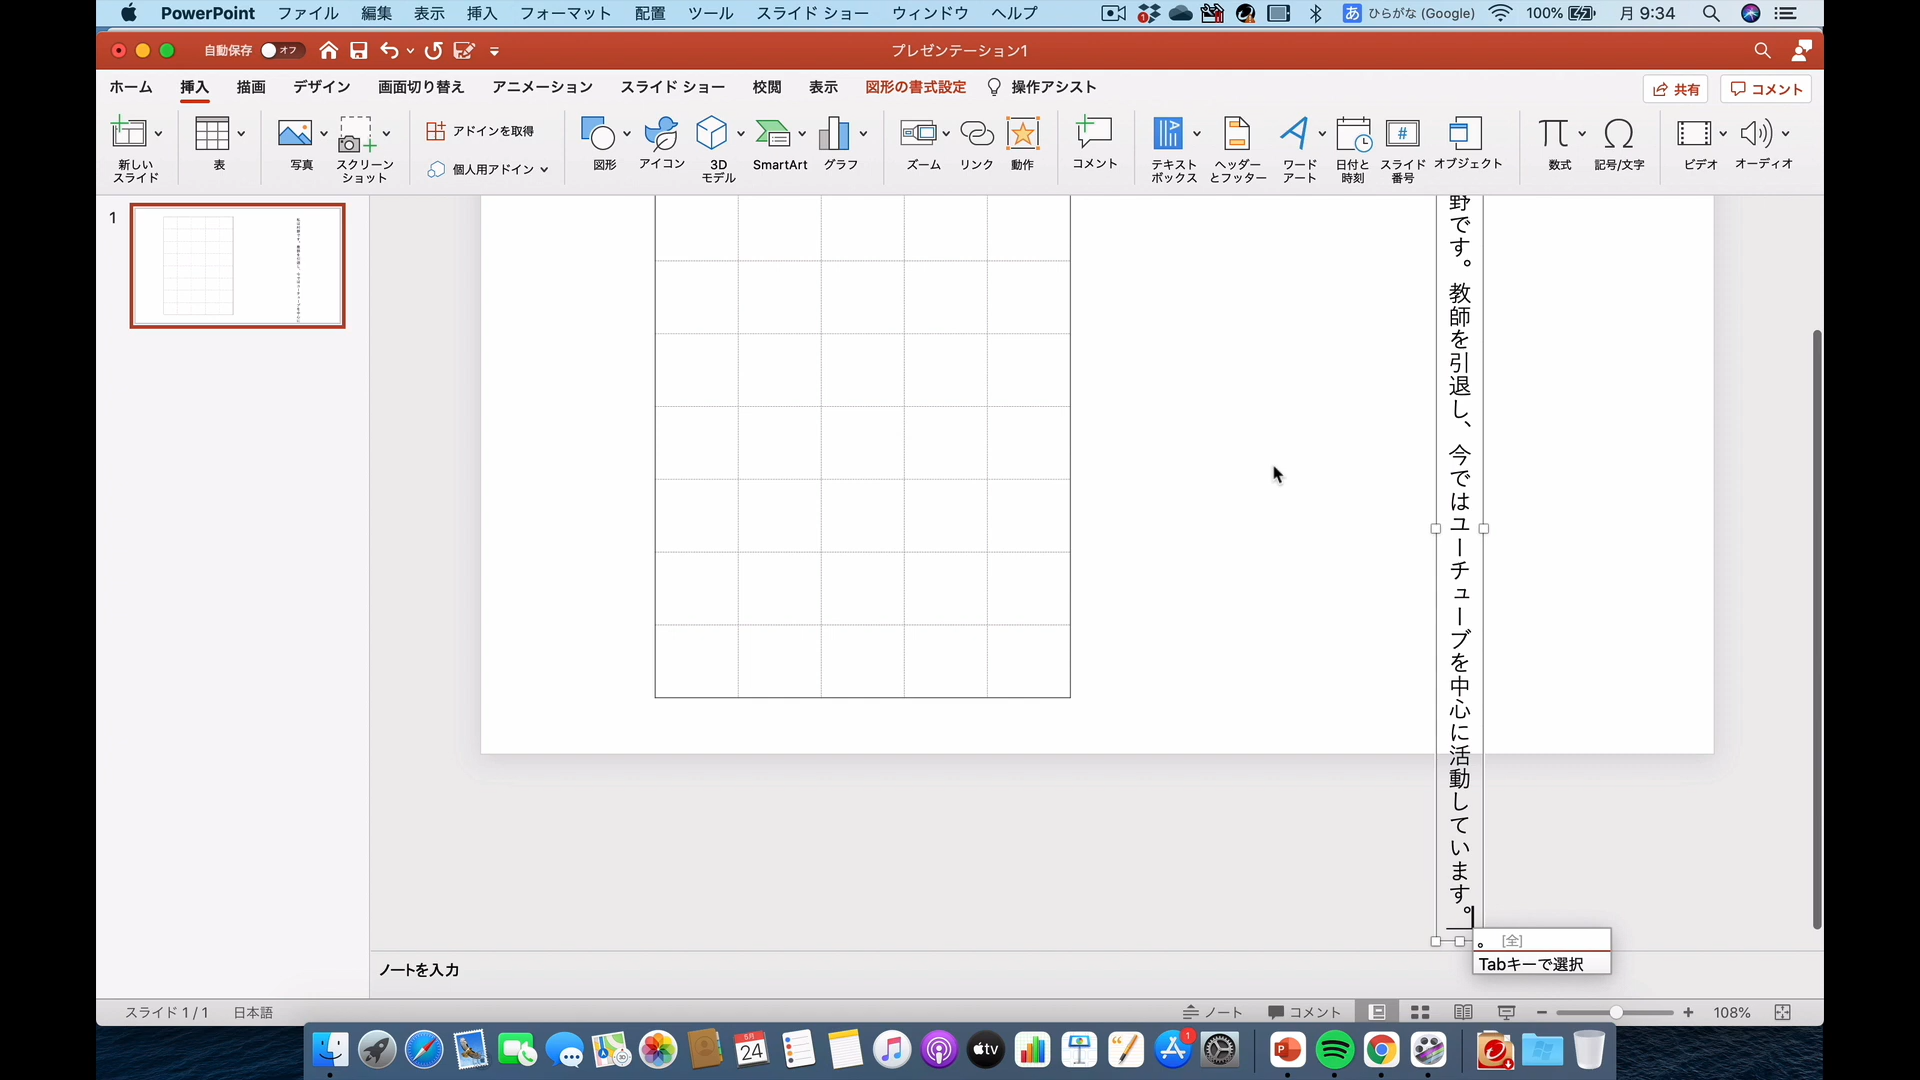 PowerPoint ファイル 編集 表示 挿入 フォーマット 配置 ツール スライド ショー ウィンドウ ヘルプ
あ ひらがな (Google) 100% 月 9:34
自動保存 オフ
プレゼンテーション1
ホーム 挿入 描画 デザイン 画面切り替え アニメーション スライド ショー 校閲 表示 図形の書式設定 操作アシスト
共有 コメント
新しい
スライド
表
写真
スクリーン
ショット
アドインを取得
個人用アドイン
図形
アイコン
3D
モデル
SmartArt
グラフ
ズーム
リンク
動作
コメント
テキスト
ボックス
ヘッダー
とフッター
ワード
アート
日付と
時刻
スライド
番号
オブジェクト
数式
記号/文字
ビデオ
オーディオ
1
野です。教師を引退し、今ではユーチューブを中心に活動しています。
。 [全]
Tabキーで選択
ノートを入力
スライド 1 / 1 日本語
ノート コメント 108%
5月
24
tv
1